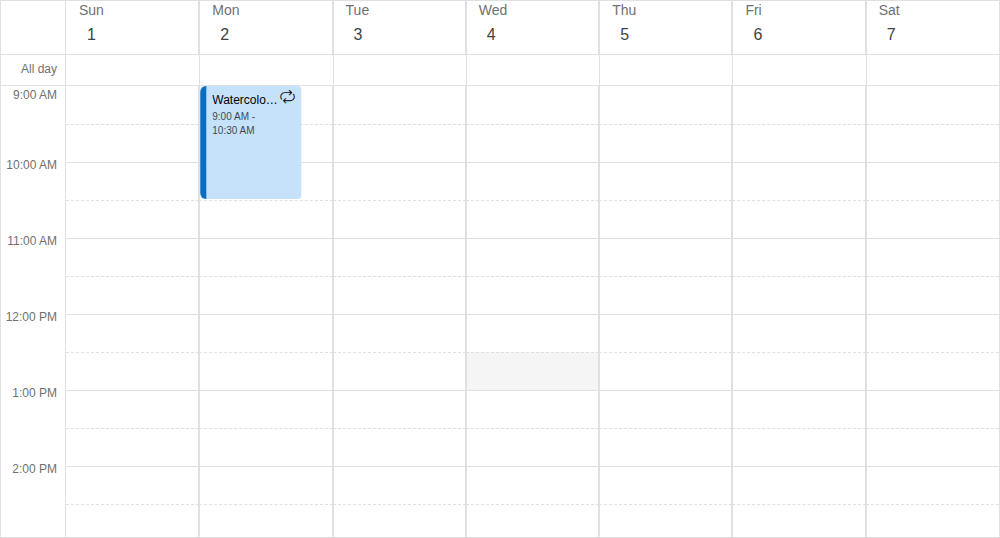 Sun Mon Tue Wed Thu Fri Sat
1 2 3 4 5 6 7
All day
9:00 AM
Watercolo...
9:00 AM -
10:30 AM
10:00 AM
11:00 AM
12:00 PM
1:00 PM
2:00 PM